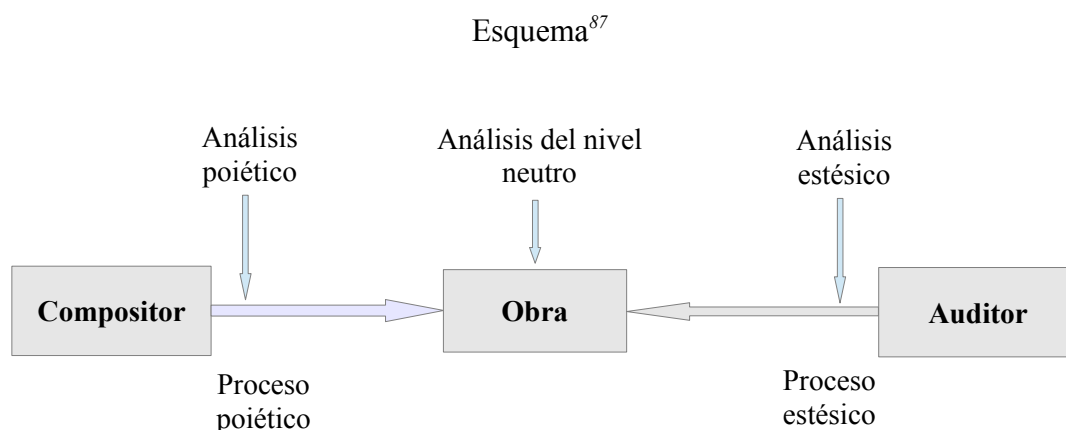 Esquema87
Análisis
poiético
Análisis del nivel
neutro
Análisis
estésico
Compositor
Obra
Auditor
Proceso
poiético
Proceso
estésico